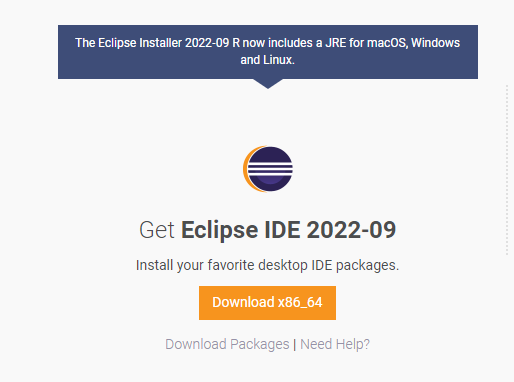 The Eclipse Installer 2022-09 R now includes a JRE for macOS, Windows
and Linux.
Get Eclipse IDE 2022-09
Install your favorite desktop IDE packages.
Download x86_64
Download Packages | Need Help?